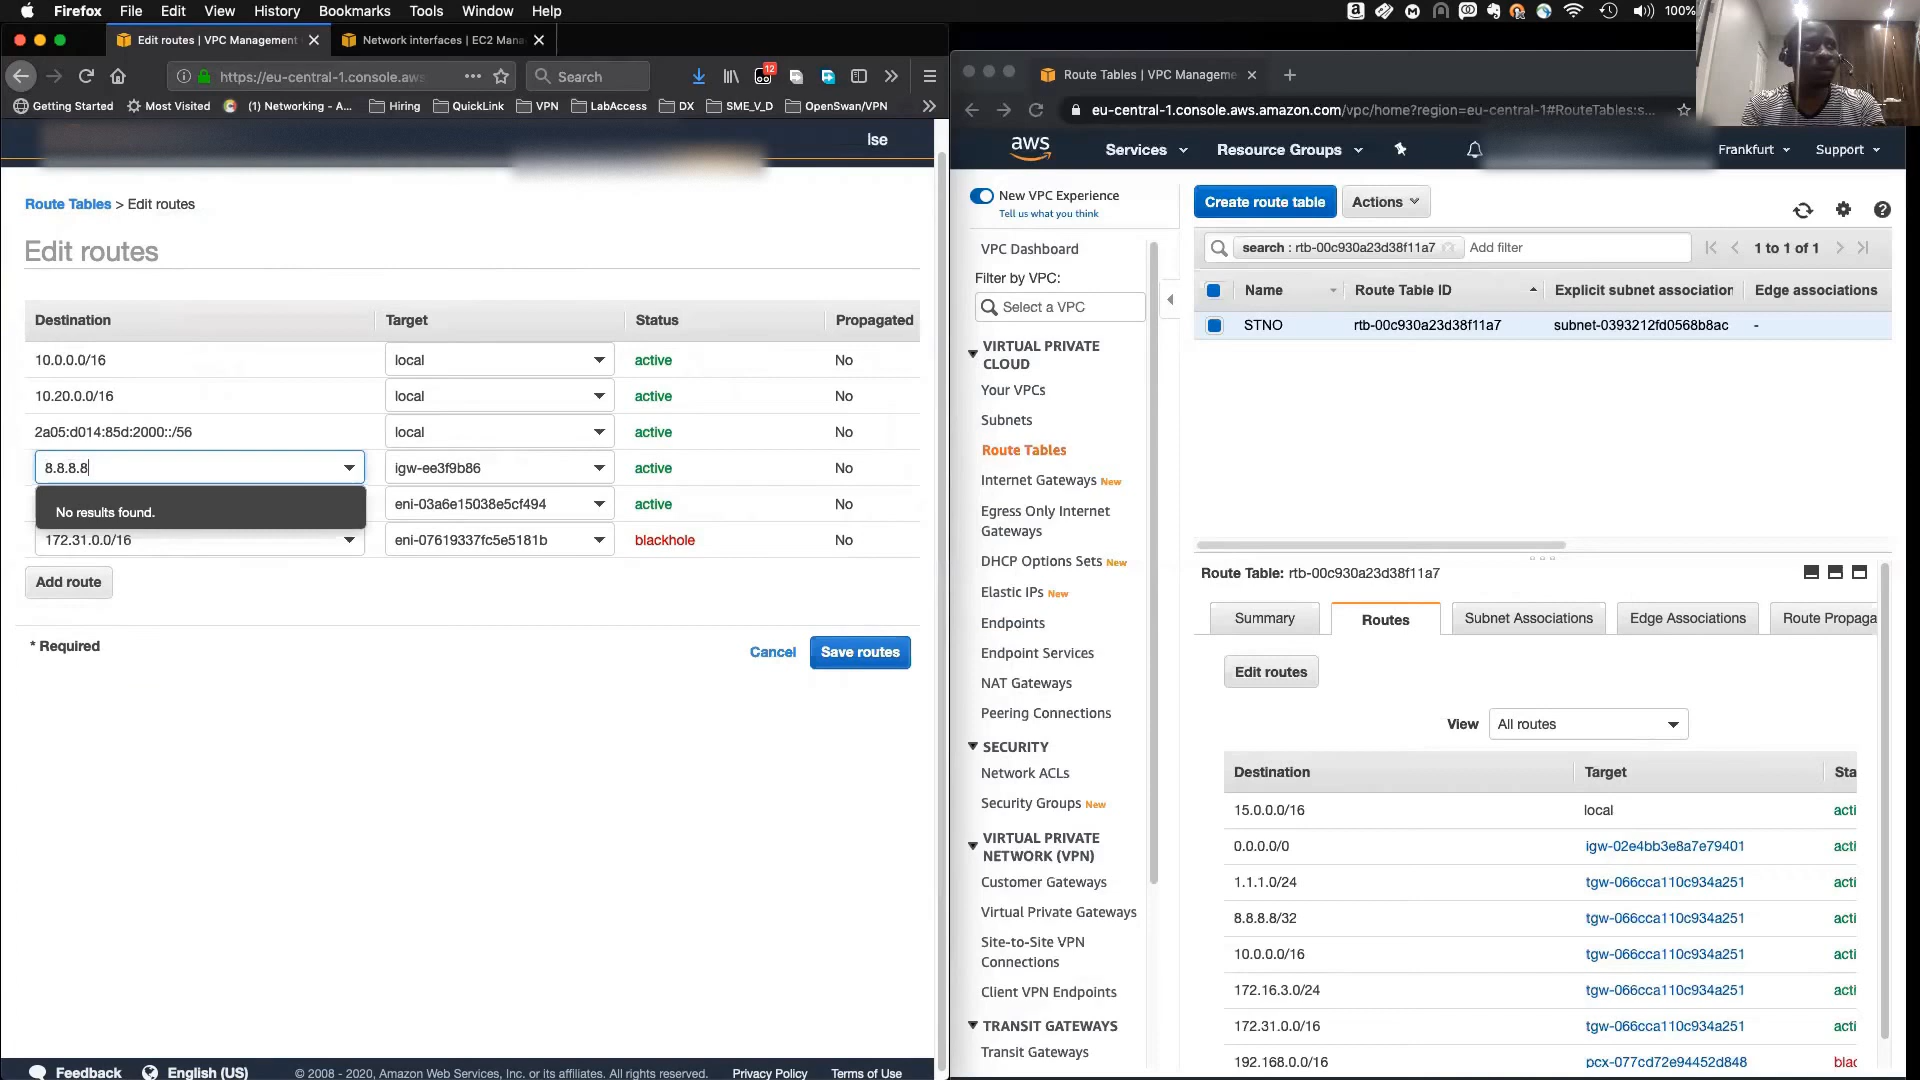 Firefox File Edit View History Bookmarks Tools Window Help
100%
Edit routes | VPC Management
Network interfaces | EC2 Mana
https://eu-central-1.console.aws
Search
12
Getting Started Most Visited (1) Networking - A... Hiring QuickLink VPN LabAccess DX SME_V_D OpenSwan/VPN
lse
Route Tables > Edit routes
Edit routes
Destination Target Status Propagated
10.0.0.0/16 local active No
10.20.0.0/16 local active No
2a05:d014:85d:2000::/56 local active No
8.8.8.8 igw-ee3f9b86 active No
No results found.
eni-03a6e15038e5cf494 active No
172.31.0.0/16 eni-07619337fc5e5181b blackhole No
Add route
* Required
Cancel Save routes
Feedback English (US) © 2008 - 2020, Amazon Web Services, Inc. or its affiliates. All rights reserved. Privacy Policy Terms of Use
Route Tables | VPC Manageme
eu-central-1.console.aws.amazon.com/vpc/home?region=eu-central-1#RouteTables:s...
aws Services Resource Groups Frankfurt Support
New VPC Experience
Tell us what you think
VPC Dashboard
Filter by VPC:
Select a VPC
VIRTUAL PRIVATE
CLOUD
Your VPCs
Subnets
Route Tables
Internet Gateways New
Egress Only Internet
Gateways
DHCP Options Sets New
Elastic IPs New
Endpoints
Endpoint Services
NAT Gateways
Peering Connections
SECURITY
Network ACLs
Security Groups New
VIRTUAL PRIVATE
NETWORK (VPN)
Customer Gateways
Virtual Private Gateways
Site-to-Site VPN
Connections
Client VPN Endpoints
TRANSIT GATEWAYS
Transit Gateways
Create route table Actions
search : rtb-00c930a23d38f11a7 Add filter 1 to 1 of 1
Name Route Table ID Explicit subnet association Edge associations
STNO rtb-00c930a23d38f11a7 subnet-0393212fd0568b8ac -
Route Table: rtb-00c930a23d38f11a7
Summary Routes Subnet Associations Edge Associations Route Propaga
Edit routes
View All routes
Destination Target Sta
15.0.0.0/16 local acti
0.0.0.0/0 igw-02e4bb3e8a7e79401 acti
1.1.1.0/24 tgw-066cca110c934a251 acti
8.8.8.8/32 tgw-066cca110c934a251 acti
10.0.0.0/16 tgw-066cca110c934a251 acti
172.16.3.0/24 tgw-066cca110c934a251 acti
172.31.0.0/16 tgw-066cca110c934a251 acti
192.168.0.0/16 pcx-077cd72e94452d848 blac